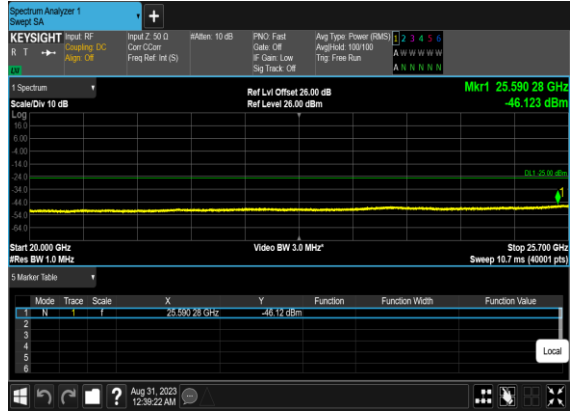 Spectrum Analyzer 1
Swept SA
KEYSIGHT Input: RF Input Z: 50 Ω #Atten: 10 dB PNO: Fast Avg Type: Power (RMS) 1 2 3 4 5 6
R T Coupling: DC Corr CCorr Gate: Off Avg|Hold: 100/100 A W W W W W
Align: Off Freq Ref: Int (S) IF Gain: Low Trig: Free Run
Sig Track: Off A N N N N N
1 Spectrum Ref Lvl Offset 26.00 dB Mkr1 25.590 28 GHz
Scale/Div 10 dB Ref Level 26.00 dBm -46.123 dBm
Log
16.0
6.00
-4.00
-14.0
-24.0 DL1 -25.00 dBm
-34.0 1
-44.0
-54.0
-64.0
Start 20.000 GHz Video BW 3.0 MHz* Stop 25.700 GHz
#Res BW 1.0 MHz Sweep 10.7 ms (40001 pts)
5 Marker Table
Mode Trace Scale X Y Function Function Width Function Value
1 N 1 f 25.590 28 GHz -46.12 dBm
2
3
4
5
6
Local
? Aug 31, 2023
12:39:22 AM